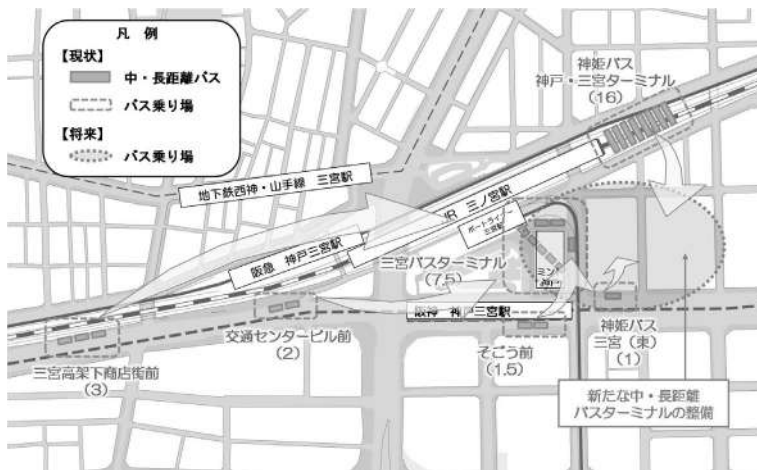 凡 例
【現状】
中・長距離バス
バス乗り場
【将来】
バス乗り場
神姫バス
神戸・三宮ターミナル
(16)
地下鉄西神・山手線 三宮駅
JR 三ノ宮駅
ポートライナー
三宮駅
阪急 神戸三宮駅
三宮バスターミナル
(7.5)
ミント
阪神 神戸三宮駅
交通センタービル前
(2)
そごう前
(1.5)
神姫バス
三宮(東)
(1)
三宮高架下商店街前
(3)
新たな中・長距離
バスターミナルの整備